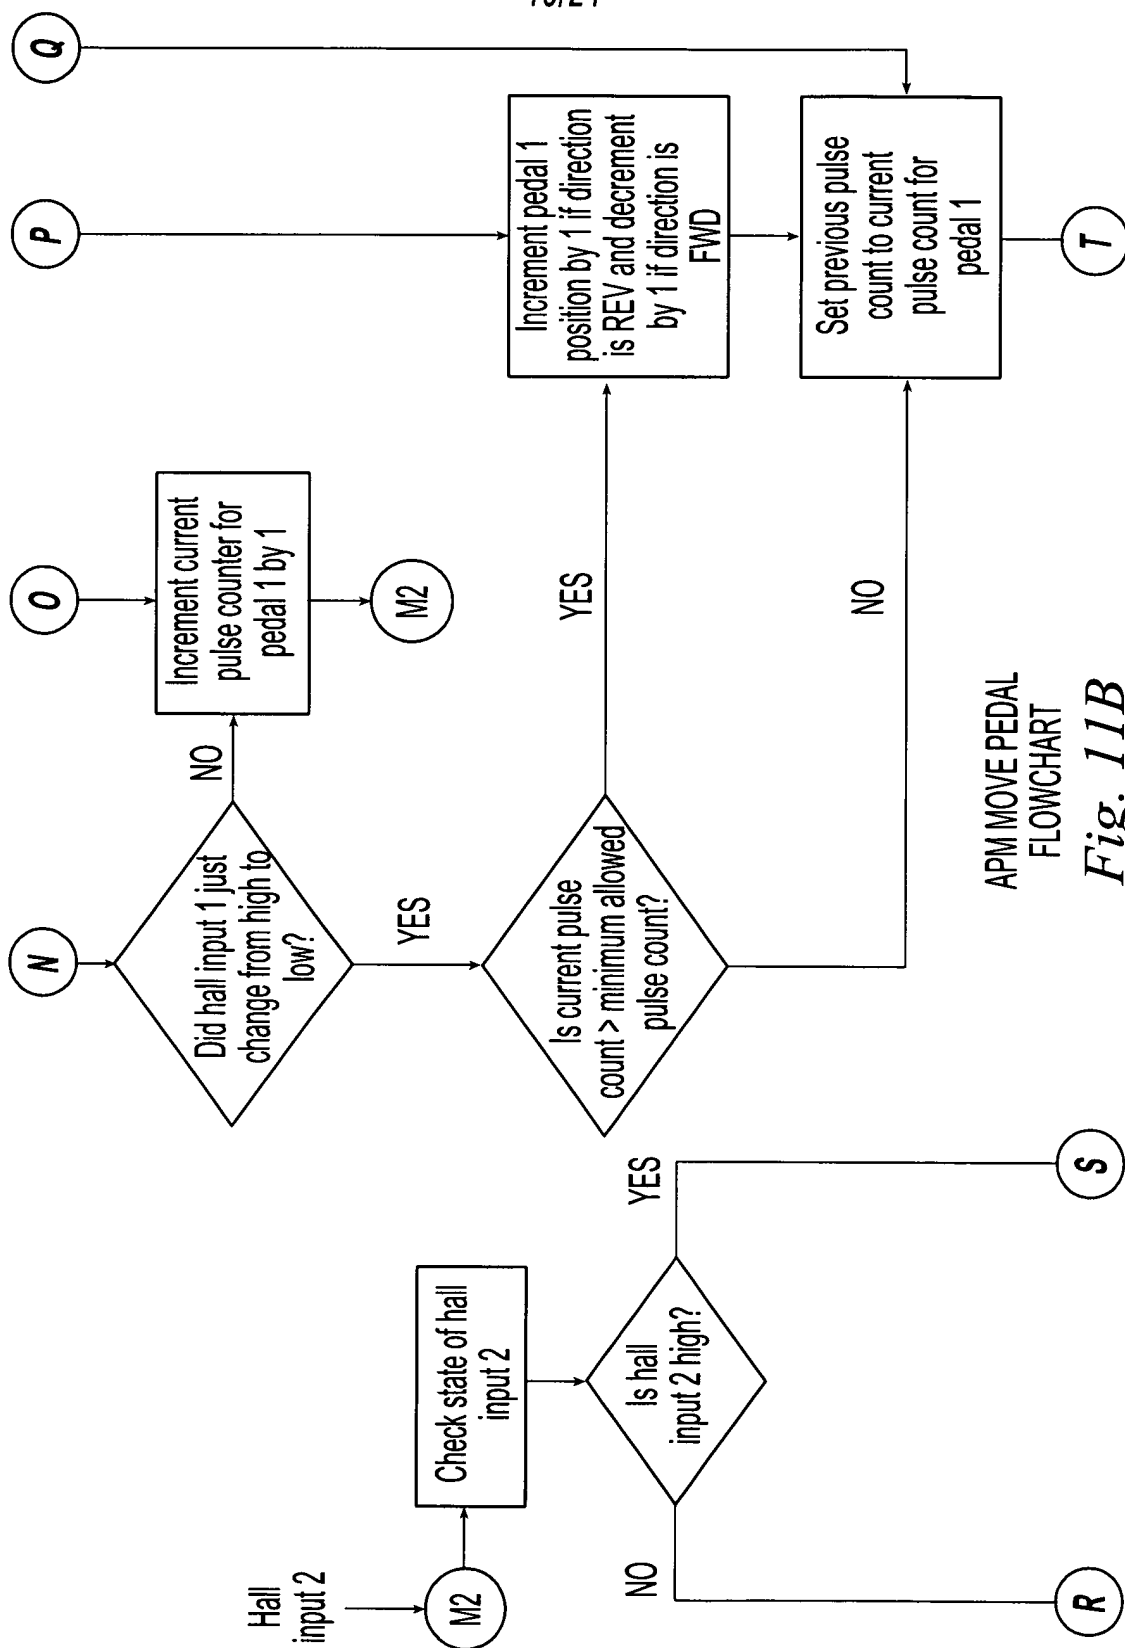 N
O
P
Q
Did hall input 1 just
change from high to
low?
NO
Increment current
pulse counter for
pedal 1 by 1
M2
YES
Is current pulse
count > minimum allowed
pulse count?
YES
Increment pedal 1
position by 1 if direction
is REV and decrement
by 1 if direction is
FWD
NO
Set previous pulse
count to current
pulse count for
pedal 1
T
Hall
input 2
M2
Check state of hall
input 2
Is hall
input 2 high?
NO
YES
R
S
APM MOVE PEDAL
FLOWCHART
Fig. 11B